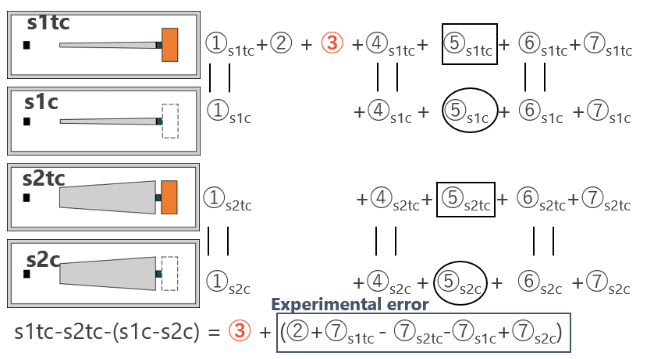 s1tc ①s1tc+② + ③ +④s1tc+ ⑤s1tc+ ⑥s1tc+⑦s1tc
s1c ①s1c +④s1c + ⑤s1c+ ⑥s1c +⑦s1c
s2tc ①s2tc +④s2tc+ ⑤s2tc+ ⑥s2tc+⑦s2tc
s2c ①s2c +④s2c +⑤s2c + ⑥s2c +⑦s2c
Experimental error
s1tc-s2tc-(s1c-s2c) = ③ + (②+⑦s1tc - ⑦s2tc-⑦s1c+⑦s2c)